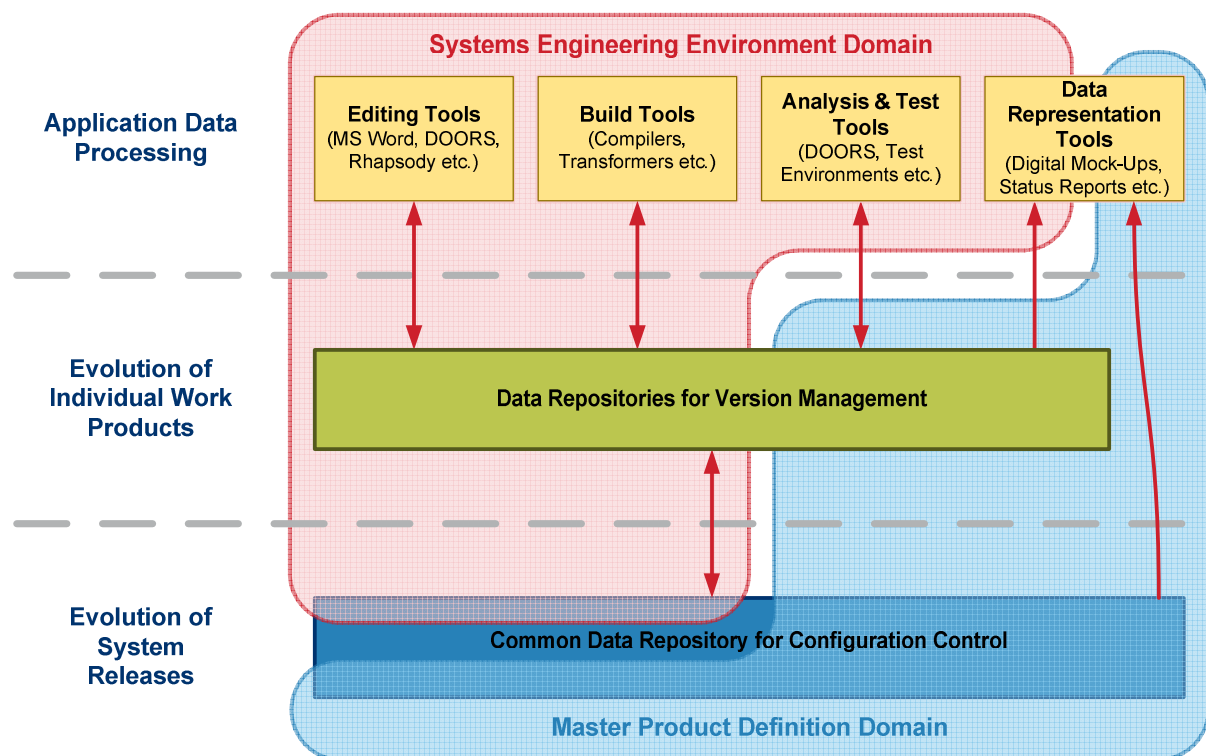 Systems Engineering Environment Domain
Application Data
Processing
Editing Tools
(MS Word, DOORS,
Rhapsody etc.)
Build Tools
(Compilers,
Transformers etc.)
Analysis & Test
Tools
(DOORS, Test
Environments etc.)
Data
Representation
Tools
(Digital Mock-Ups,
Status Reports etc.)
Evolution of
Individual Work
Products
Data Repositories for Version Management
Evolution of
System
Releases
Common Data Repository for Configuration Control
Master Product Definition Domain